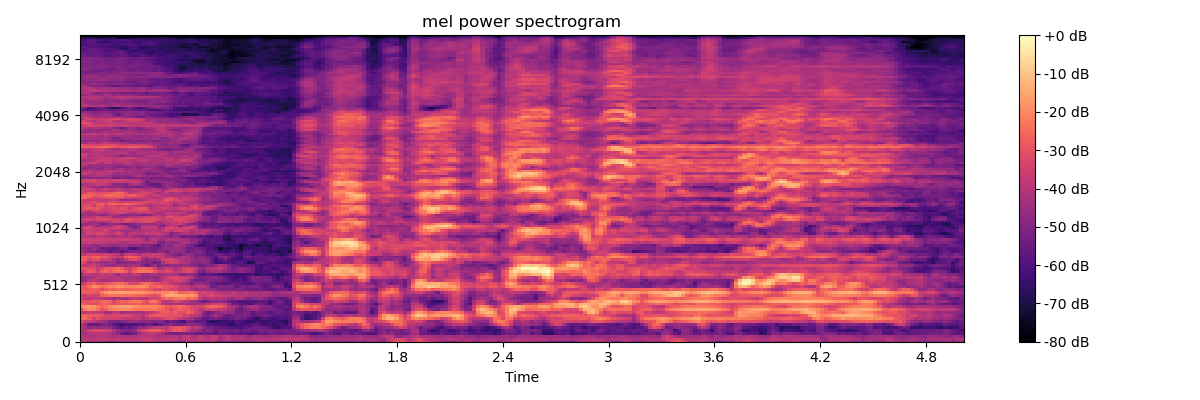 mel power spectrogram
8192
4096
2048
1024
512
0
Hz
0 0.6 1.2 1.8 2.4 3 3.6 4.2 4.8
Time
+0 dB
-10 dB
-20 dB
-30 dB
-40 dB
-50 dB
-60 dB
-70 dB
-80 dB